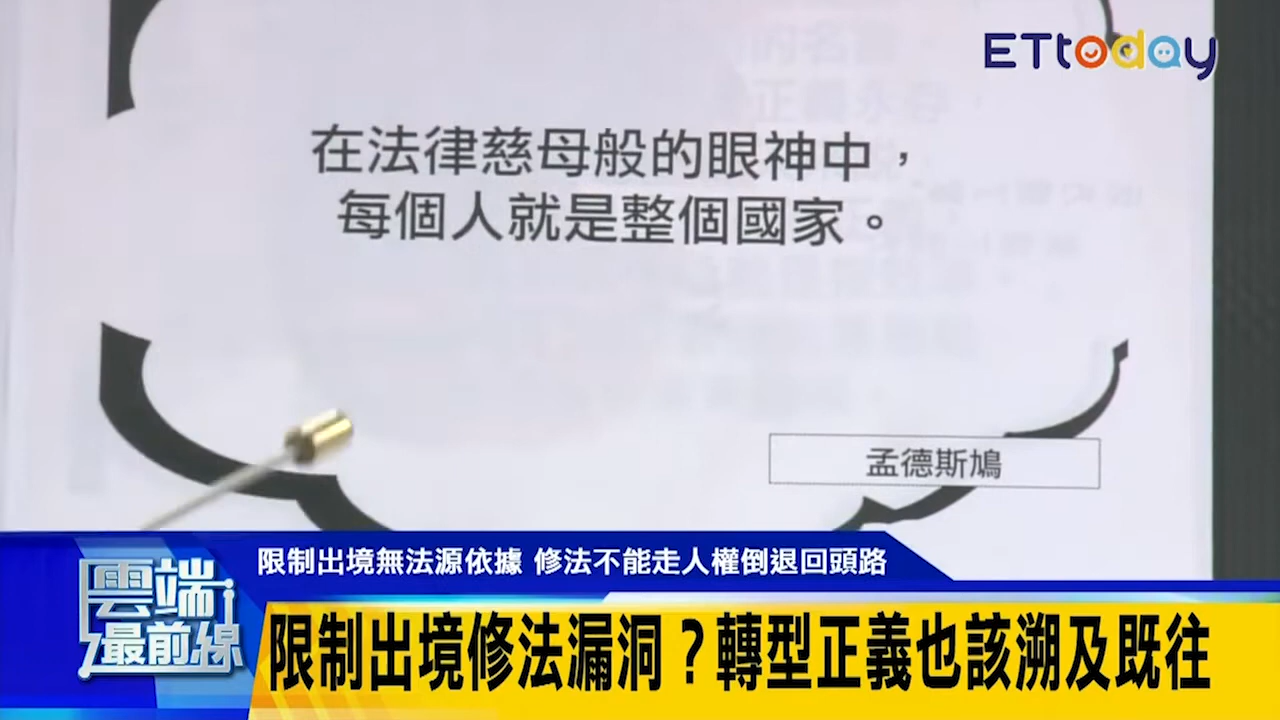 ETtoday
在法律慈母般的眼神中，
每個人就是整個國家。
孟德斯鳩
限制出境無法源依據 修法不能走人權倒退回頭路
雲端
最前線
限制出境修法漏洞？轉型正義也該溯及既往